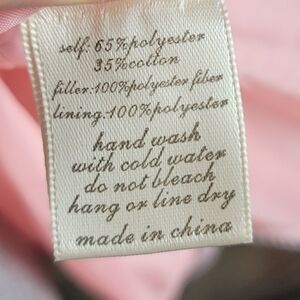 self: 65%polyester
35%cotton
filler:100%polyester fiber
lining:100%polyester
hand wash
with cold water
do not bleach
hang or line dry
made in china